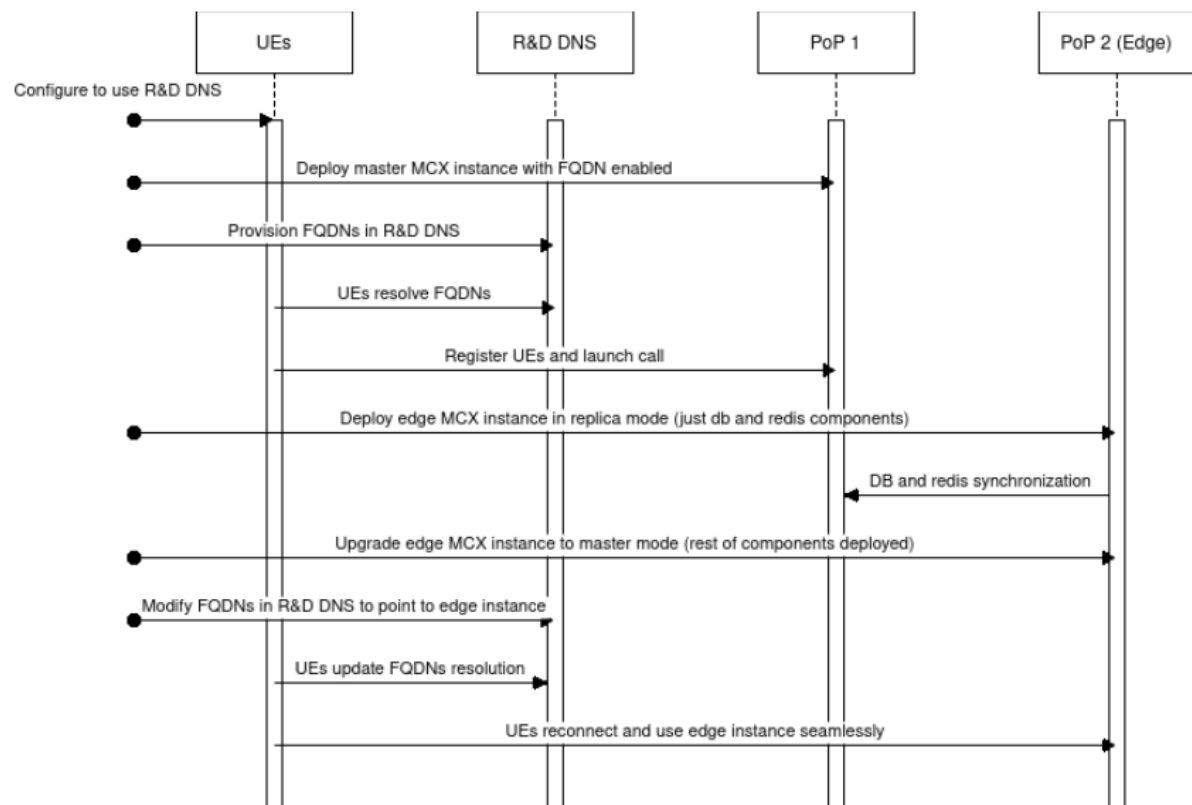 UEs
R&D DNS
PoP 1
PoP 2 (Edge)
Configure to use R&D DNS
Deploy master MCX instance with FQDN enabled
Provision FQDNs in R&D DNS
UEs resolve FQDNs
Register UEs and launch call
Deploy edge MCX instance in replica mode (just db and redis components)
DB and redis synchronization
Upgrade edge MCX instance to master mode (rest of components deployed)
Modify FQDNs in R&D DNS to point to edge instance
UEs update FQDNs resolution
UEs reconnect and use edge instance seamlessly